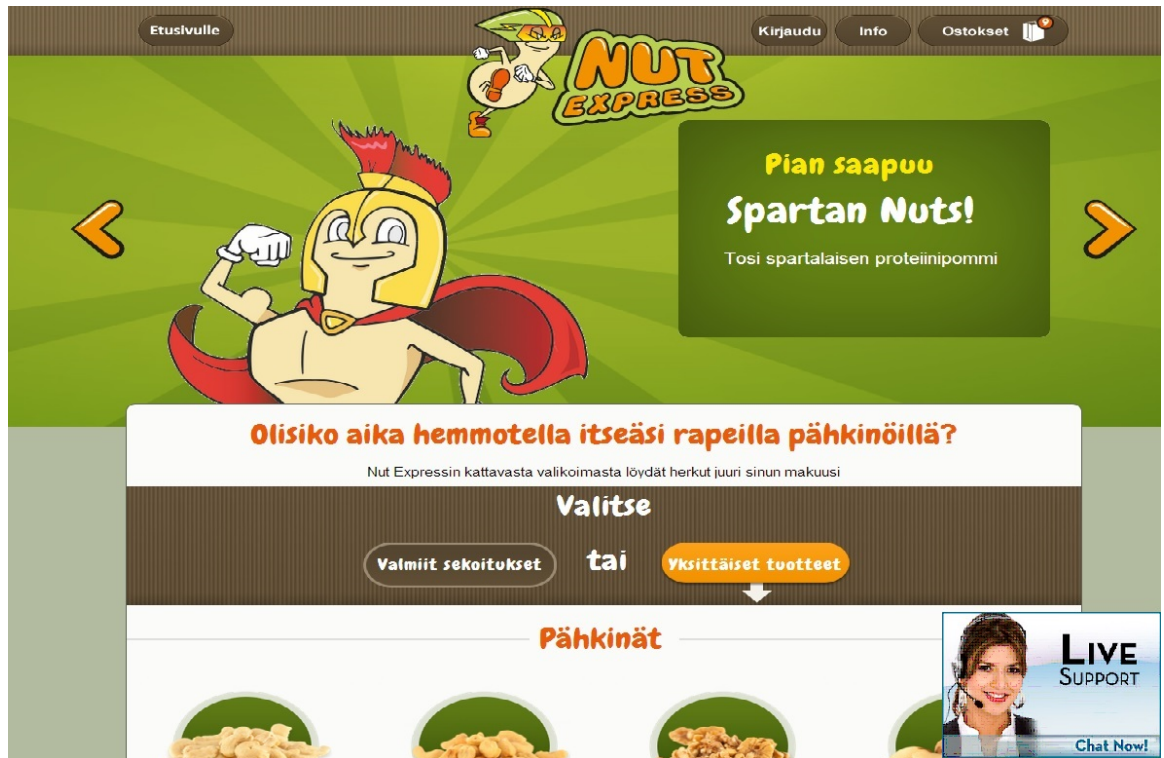 Etusivulle
NUT
EXPRESS
Kirjaudu
Info
Ostokset
9
Pian saapuu
Spartan Nuts!
Tosi spartalaisen proteiinipommi
Olisiko aika hemmotella itseäsi rapeilla pähkinöillä?
Nut Expressin kattavasta valikoimasta löydät herkut juuri sinun makuusi
Valitse
Valmiit sekoitukset tai Yksittäiset tuotteet
Pähkinät
LIVE
SUPPORT
Chat Now!